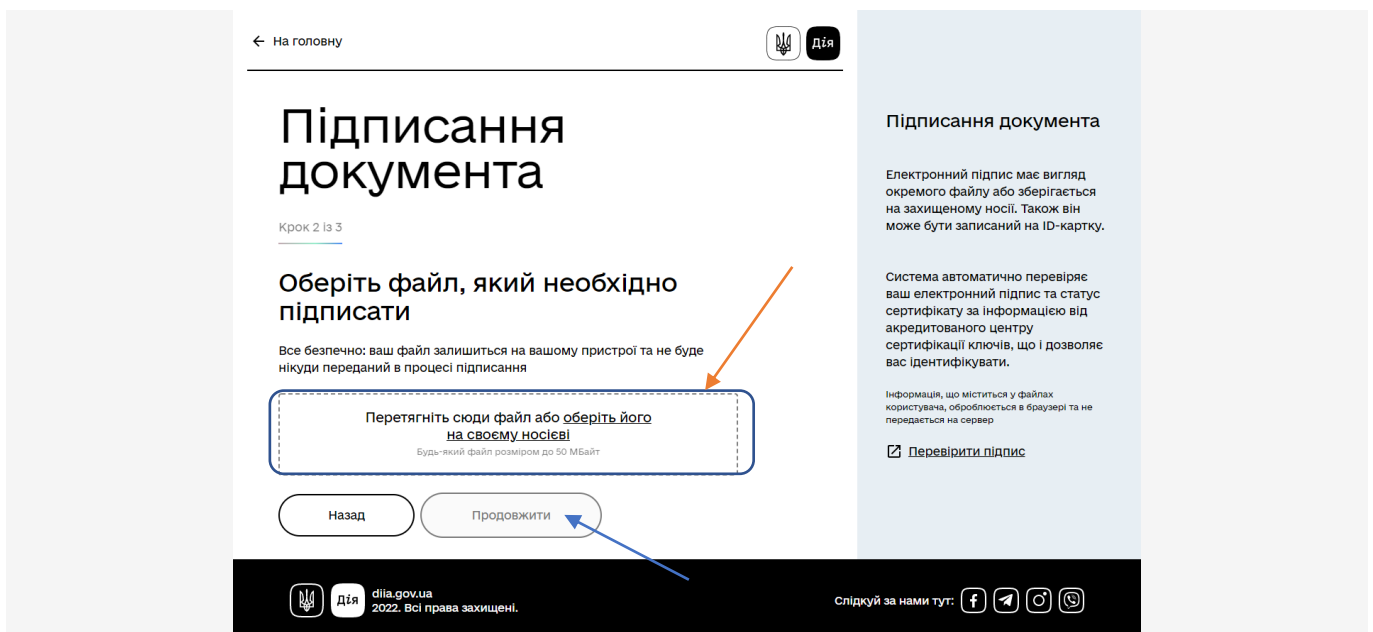 На головну
Дія
Підписання
документа
Крок 2 із 3
Оберіть файл, який необхідно
підписати
Все безпечно: ваш файл залишиться на вашому пристрої та не буде
нікуди переданий в процесі підписання
Перетягніть сюди файл або оберіть його
на своєму носієві
Будь-який файл розміром до 50 МБайт
Назад
Продовжити
Підписання документа
Електронний підпис має вигляд
окремого файлу або зберігається
на захищеному носії. Також він
може бути записаний на ID-картку.
Система автоматично перевіряє
ваш електронний підпис та статус
сертифікату за інформацією від
акредитованого центру
сертифікації ключів, що і дозволяє
вас ідентифікувати.
Інформація, що міститься у файлах
користувача, оброблюється в браузері та не
передається на сервер
Перевірити підпис
Дія
diia.gov.ua
2022. Всі права захищені.
Слідкуй за нами тут: